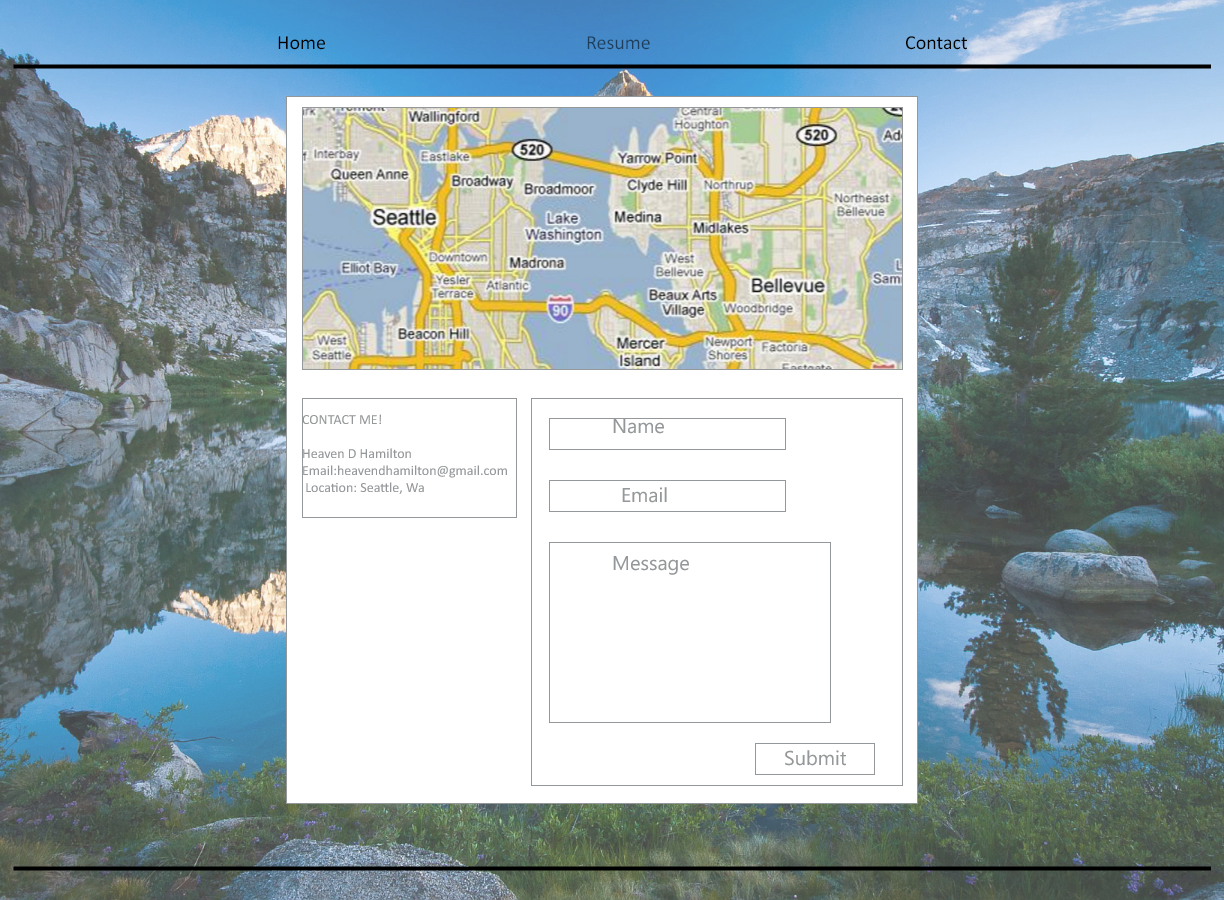 Home Resume Contact
Wallingford
Central
Houghton
520
520
Interbay
Eastlake
Yarrow Point
Queen Anne
Broadway
Broadmoor
Clyde Hill
Northrup
Northeast
Bellevue
Seattle
Lake
Washington
Medina
Midlakes
Downtown
Madrona
West
Bellevue
Elliot Bay
Yesler
Terrace
Atlantic
Beaux Arts
Village
Bellevue
90
Woodbridge
Beacon Hill
West
Seattle
Mercer
Island
Newport
Shores
Factoria
CONTACT ME!
Heaven D Hamilton
Email:heavendhamilton@gmail.com
Location: Seattle, Wa
Name
Email
Message
Submit